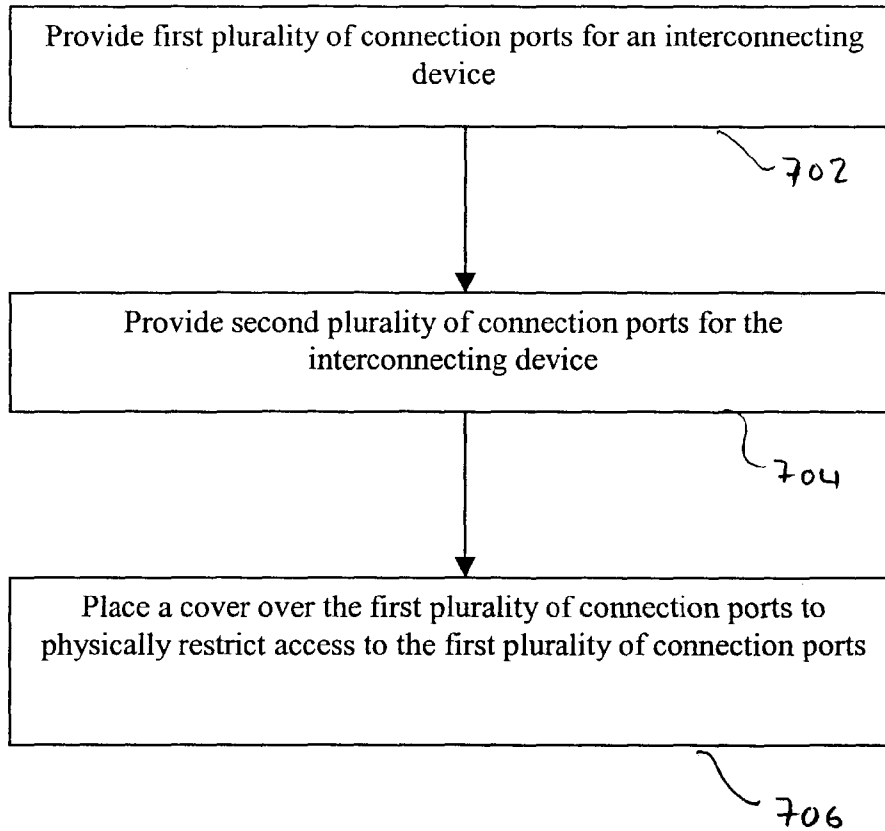 Provide first plurality of connection ports for an interconnecting
device
702
Provide second plurality of connection ports for the
interconnecting device
704
Place a cover over the first plurality of connection ports to
physically restrict access to the first plurality of connection ports
706